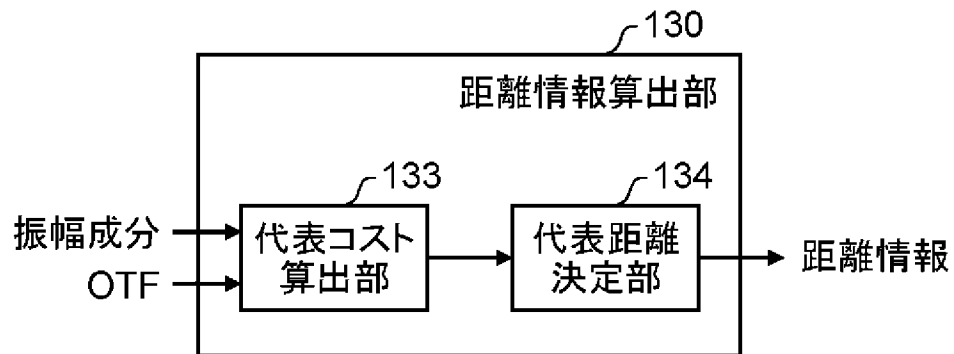 130
距離情報算出部
133
134
振幅成分
OTF
代表コスト
算出部
代表距離
決定部
距離情報